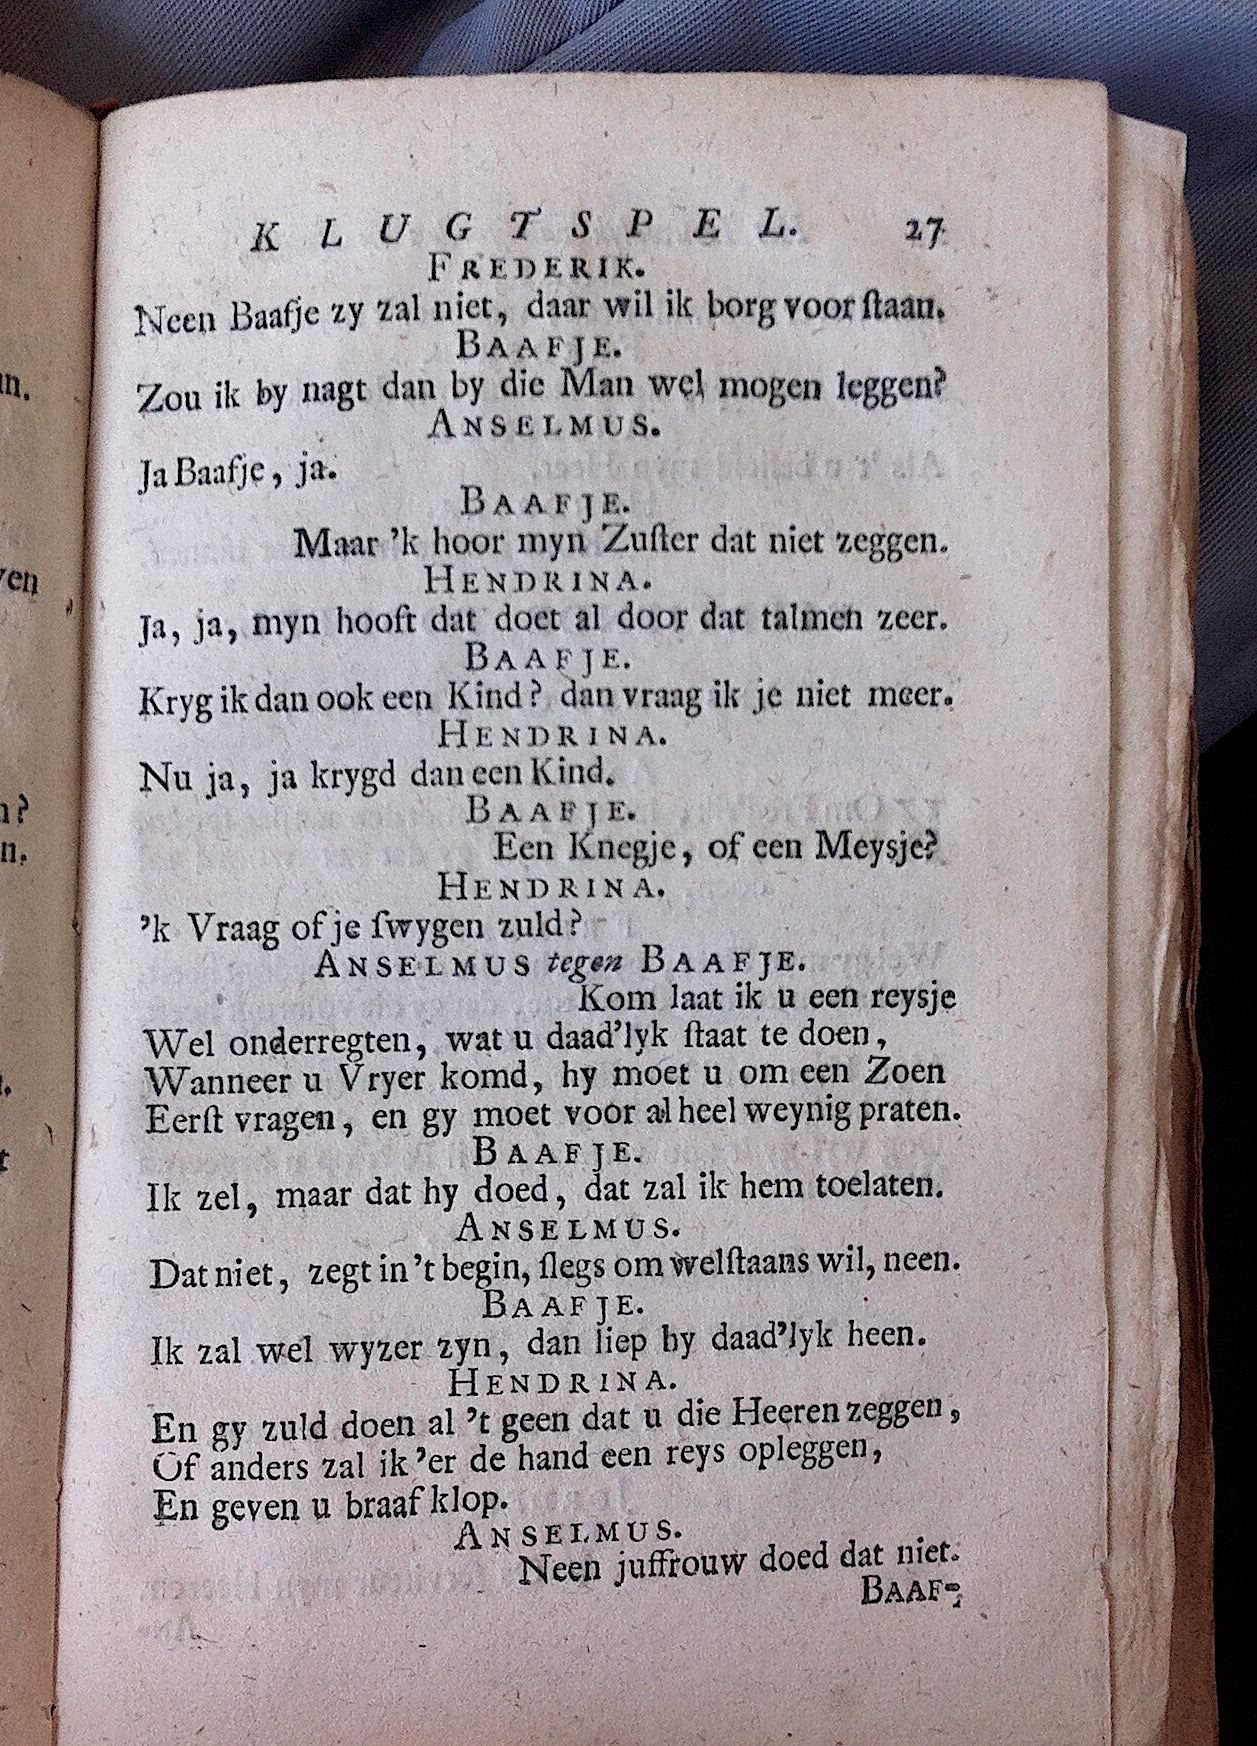 KLUGTSPEL. 27
FREDERIK.
Neen Baafje zy zal niet, daar wil ik borg voor ſtaan.
BAAFJE.
Zou ik by nagt dan by die Man wel mogen leggen?
ANSELMUS.
Ja Baafje, ja.
BAAFJE.
Maar 'k hoor myn Zuſter dat niet zeggen.
HENDRINA.
Ja, ja, myn hooft dat doet al door dat talmen zeer.
BAAFJE.
Kryg ik dan ook een Kind? dan vraag ik je niet meer.
HENDRINA.
Nu ja, ja krygd dan een Kind.
BAAFJE.
Een Knegje, of een Meysje?
HENDRINA.
'k Vraag of je ſwygen zuld?
ANSELMUS tegen BAAFJE.
Kom laat ik u een reysje
Wel onderregten, wat u daad'lyk ſtaat te doen,
Wanneer u Vryer komd, hy moet u om een Zoen
Eerſt vragen, en gy moet voor al heel weynig praten.
BAAFJE.
Ik zel, maar dat hy doed, dat zal ik hem toelaten.
ANSELMUS.
Dat niet, zegt in 't begin, ſlegs om welſtaans wil, neen.
BAAFJE.
Ik zal wel wyzer zyn, dan liep hy daad'lyk heen.
HENDRINA.
En gy zuld doen al 't geen dat u die Heeren zeggen,
Of anders zal ik 'er de hand een reys opleggen,
En geven u braaf klop.
ANSELMUS.
Neen juffrouw doed dat niet.
BAAF-